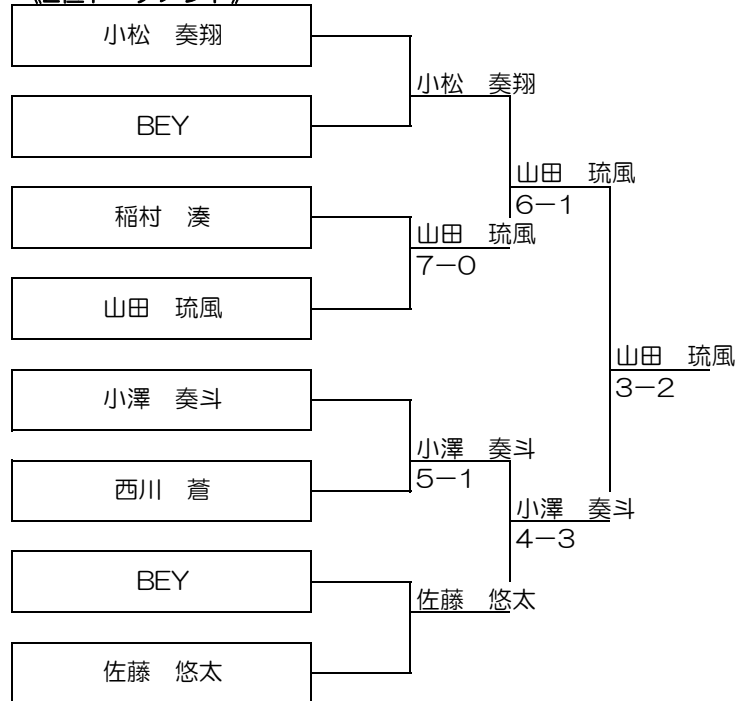 小松 奏翔
小松 奏翔
BEY
山田 琉風
6-1
稲村 湊
山田 琉風
7-0
山田 琉風
山田 琉風
3-2
小澤 奏斗
小澤 奏斗
5-1
西川 蒼
小澤 奏斗
4-3
BEY
佐藤 悠太
佐藤 悠太